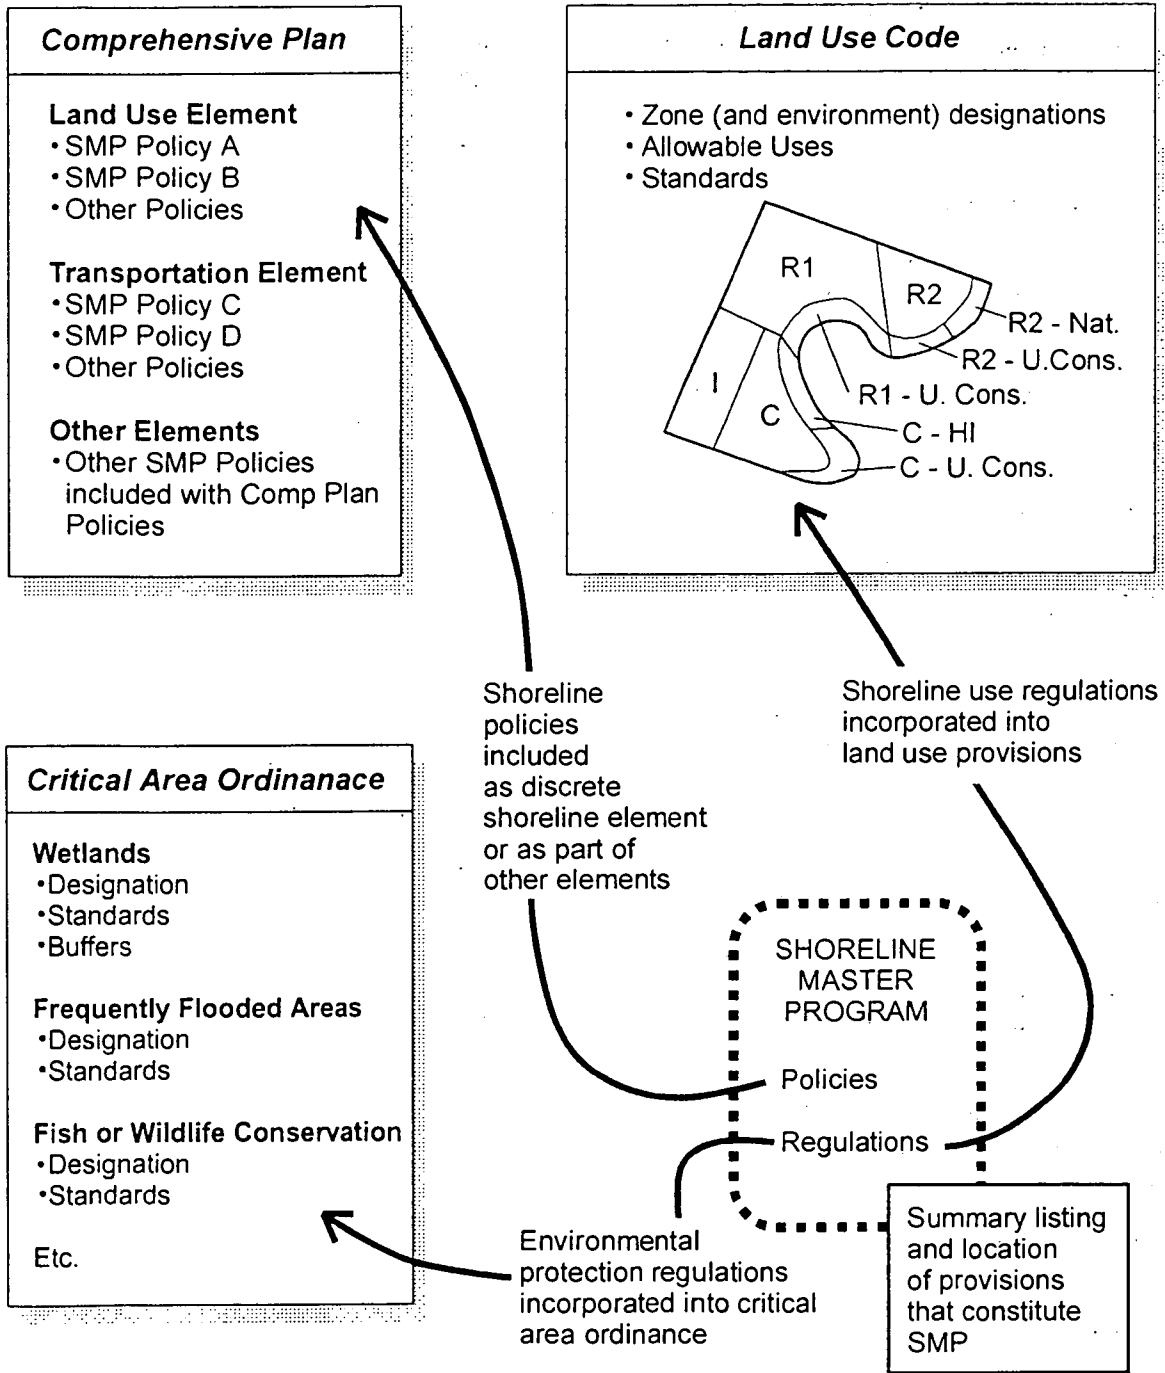 Comprehensive Plan
Land Use Element
•SMP Policy A
•SMP Policy B
•Other Policies
Transportation Element
•SMP Policy C
•SMP Policy D
•Other Policies
Other Elements
•Other SMP Policies
included with Comp Plan
Policies
Land Use Code
• Zone (and environment) designations
• Allowable Uses
• Standards
R1
R2
R2 - Nat.
R2 - U.Cons.
I
C
R1 - U. Cons.
C - HI
C - U. Cons.
Shoreline
policies
included
as discrete
shoreline element
or as part of
other elements
Shoreline use regulations
incorporated into
land use provisions
Critical Area Ordinanace
Wetlands
•Designation
•Standards
•Buffers
Frequently Flooded Areas
•Designation
•Standards
Fish or Wildlife Conservation
•Designation
•Standards
Etc.
SHORELINE
MASTER
PROGRAM
Policies
Regulations
Environmental
protection regulations
incorporated into critical
area ordinance
Summary listing
and location
of provisions
that constitute
SMP